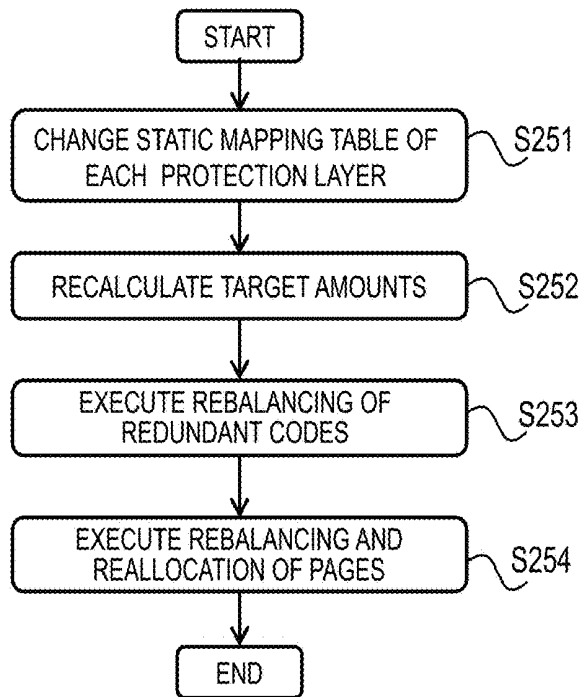 START
CHANGE STATIC MAPPING TABLE OF
EACH PROTECTION LAYER
S251
RECALCULATE TARGET AMOUNTS
S252
EXECUTE REBALANCING OF
REDUNDANT CODES
S253
EXECUTE REBALANCING AND
REALLOCATION OF PAGES
S254
END